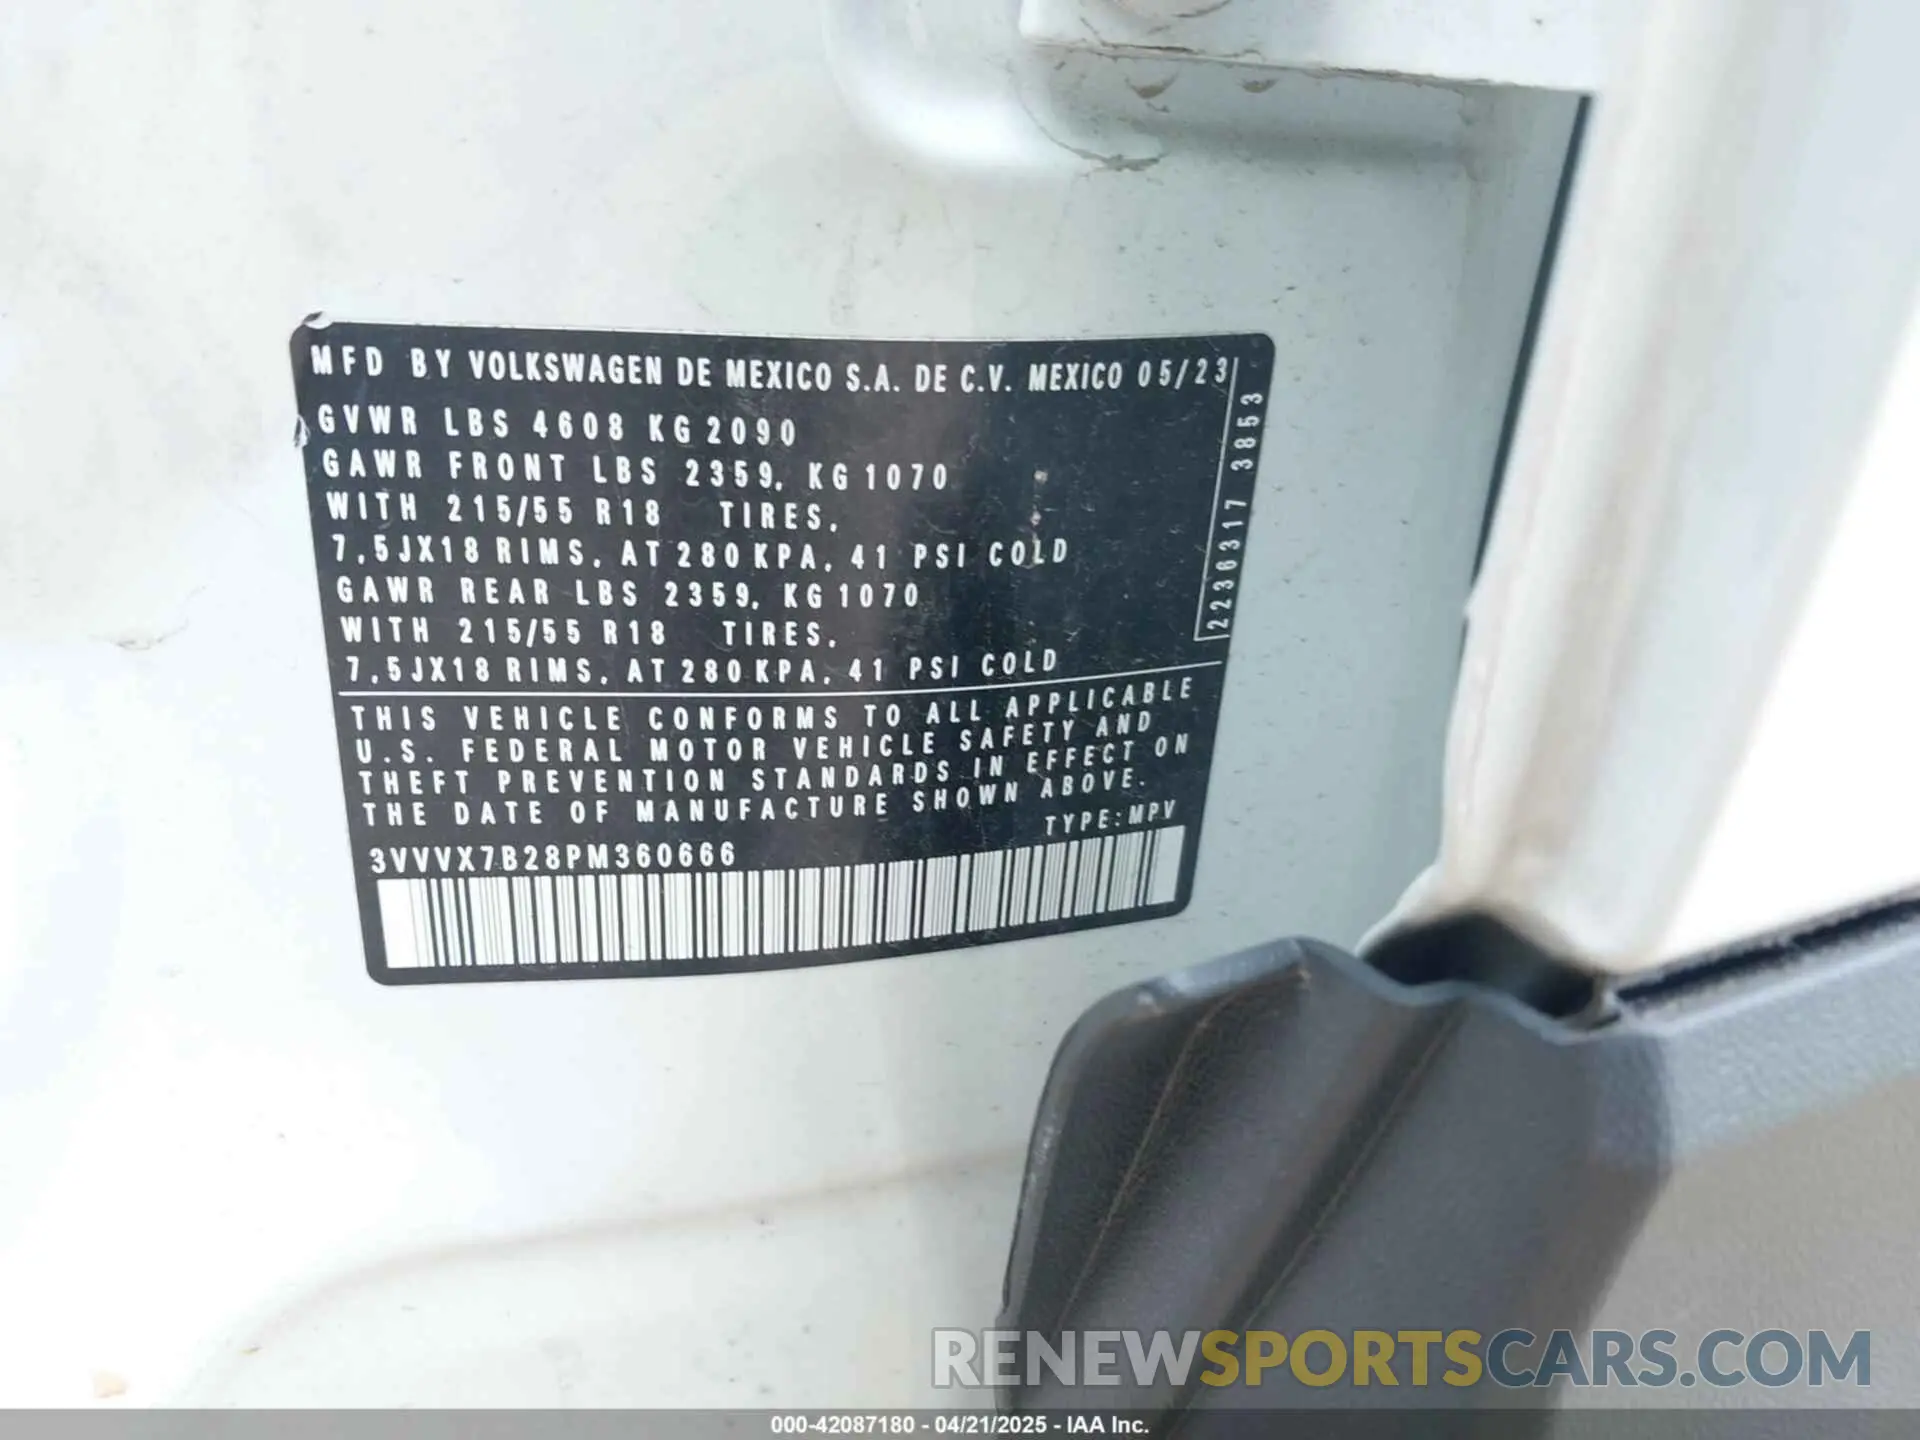 MFD BY VOLKSWAGEN DE MEXICO S.A. DE C.V. MEXICO 05/23
GVWR LBS 4608 KG 2090
GAWR FRONT LBS 2359, KG 1070
WITH 215/55 R18 TIRES,
7,5JX18 RIMS, AT 280 KPA, 41 PSI COLD
GAWR REAR LBS 2359, KG 1070
WITH 215/55 R18 TIRES,
7,5JX18 RIMS, AT 280 KPA, 41 PSI COLD
2236317 3853
THIS VEHICLE CONFORMS TO ALL APPLICABLE
U.S. FEDERAL MOTOR VEHICLE SAFETY AND
THEFT PREVENTION STANDARDS IN EFFECT ON
THE DATE OF MANUFACTURE SHOWN ABOVE.
TYPE:MPV
3VVVX7B28PM360666
RENEWSPORTSCARS.COM
000-42087180 - 04/21/2025 - IAA Inc.